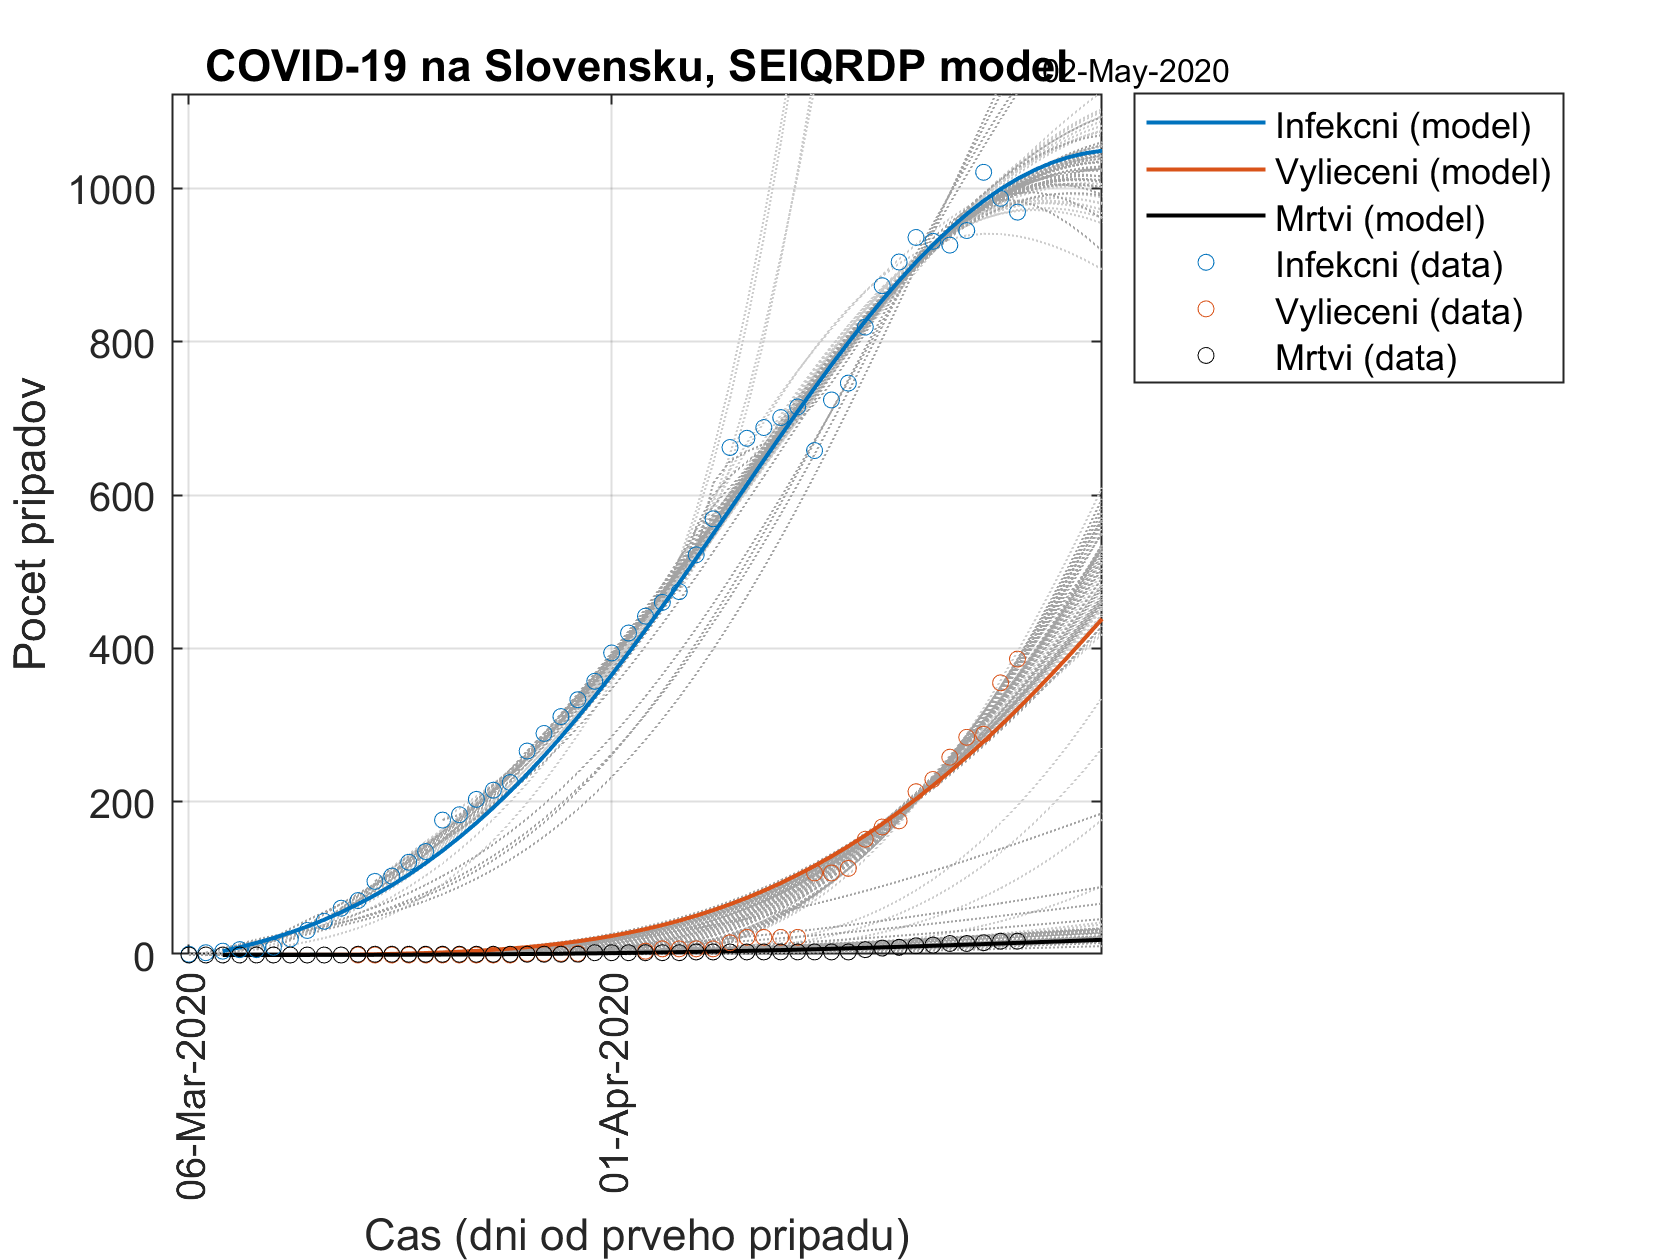 COVID-19 na Slovensku, SEIQRDP model
02-May-2020
Infekcni (model)
Vylieceni (model)
Mrtvi (model)
Infekcni (data)
Vylieceni (data)
Mrtvi (data)
Pocet pripadov
1000
800
600
400
200
0
06-Mar-2020
01-Apr-2020
Cas (dni od prveho pripadu)